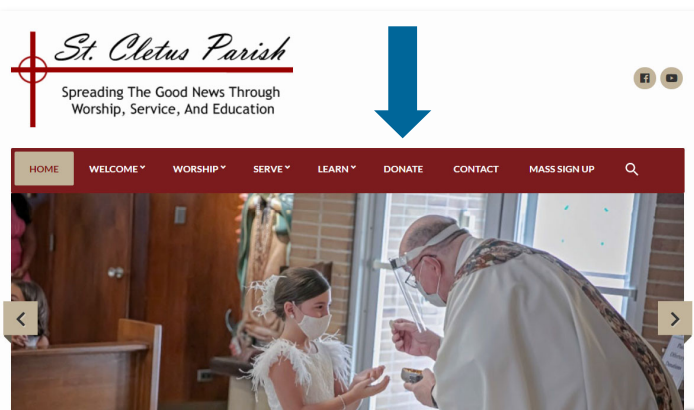 St. Cletus Parish
Spreading The Good News Through
Worship, Service, And Education
HOME WELCOME WORSHIP SERVE LEARN DONATE CONTACT MASS SIGN UP